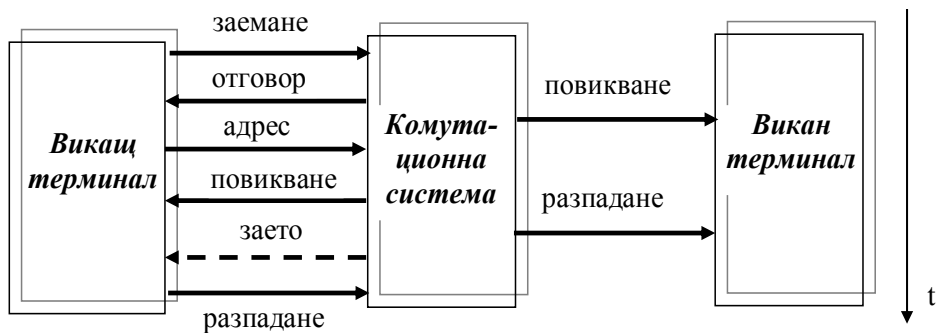 заемане
отговор
адрес
повикване
заето
разпадане
Викащ
терминал
Комута-
ционна
система
повикване
разпадане
Викан
терминал
t